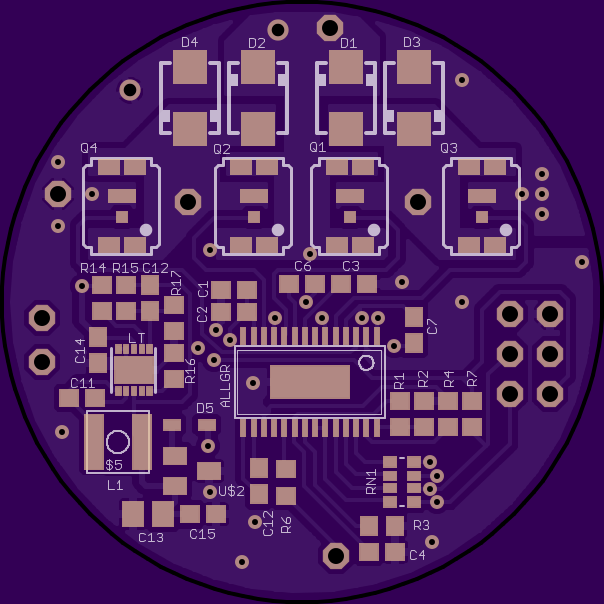 D4
D2
D1
D3
Q4
Q2
Q1
Q3
R14
R15
C12
R17
C1
C2
C6
C3
C7
C14
LT
R16
C11
ALLGR
R1
R2
R4
R7
D5
$5
L1
U$2
RN1
C12
R6
C13
C15
R3
C4